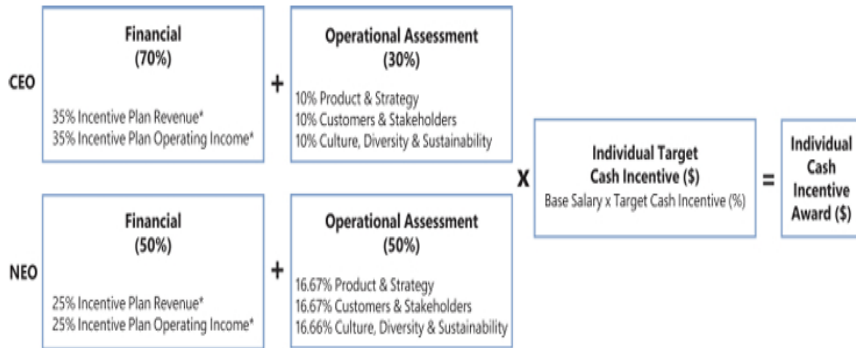 CEO
Financial
(70%)
35% Incentive Plan Revenue*
35% Incentive Plan Operating Income*
+
Operational Assessment
(30%)
10% Product & Strategy
10% Customers & Stakeholders
10% Culture, Diversity & Sustainability
NEO
Financial
(50%)
25% Incentive Plan Revenue*
25% Incentive Plan Operating Income*
+
Operational Assessment
(50%)
16.67% Product & Strategy
16.67% Customers & Stakeholders
16.66% Culture, Diversity & Sustainability
X
Individual Target
Cash Incentive ($)
Base Salary x Target Cash Incentive (%)
=
Individual
Cash
Incentive
Award ($)